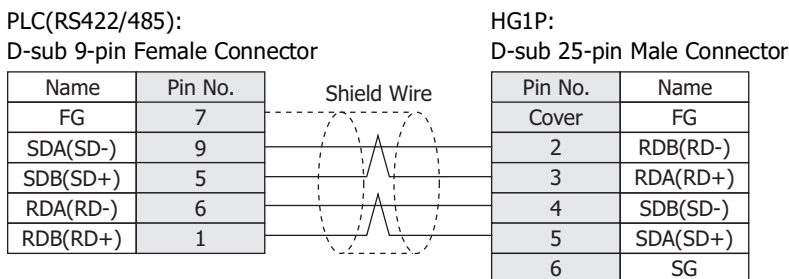 PLC(RS422/485):
D-sub 9-pin Female Connector
Name Pin No.
FG 7
SDA(SD-) 9
SDB(SD+) 5
RDA(RD-) 6
RDB(RD+) 1
Shield Wire
HG1P:
D-sub 25-pin Male Connector
Pin No. Name
Cover FG
2 RDB(RD-)
3 RDA(RD+)
4 SDB(SD-)
5 SDA(SD+)
6 SG